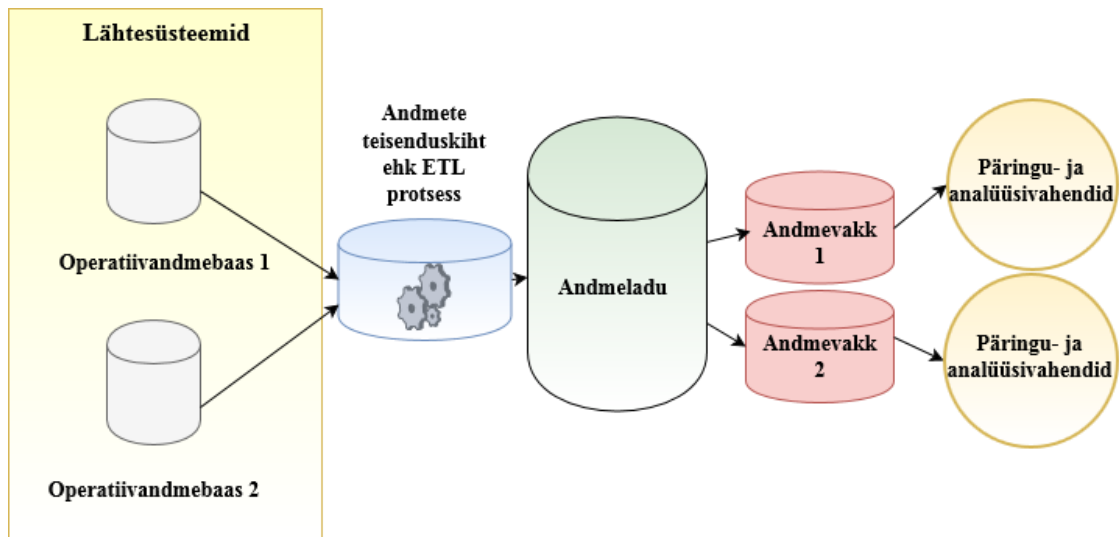 Lähtesüsteemid
Operatiivandmebaas 1
Operatiivandmebaas 2
Andmete
teisenduskiht
ehk ETL
protsess
Andmeladu
Andmevakk
1
Andmevakk
2
Päringu- ja
analüüsivahendid
Päringu- ja
analüüsivahendid